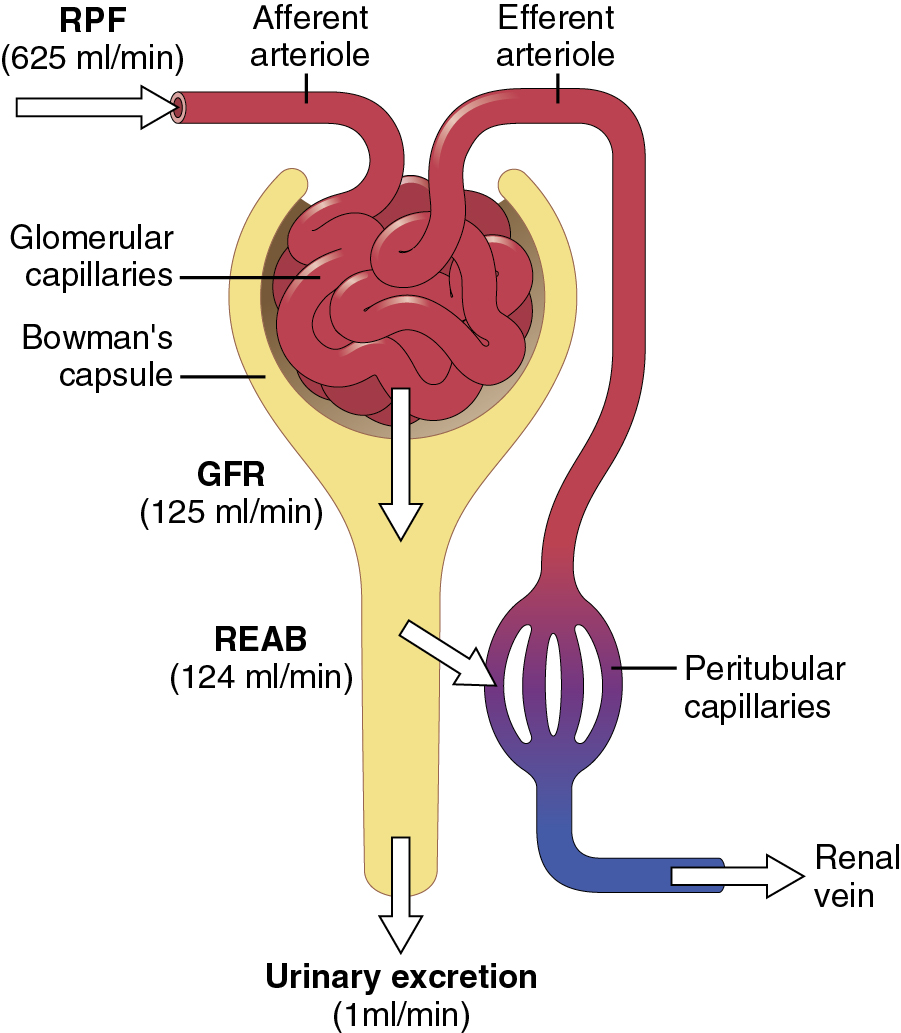 RPF
(625 ml/min)
Afferent
arteriole
Efferent
arteriole
Glomerular
capillaries
Bowman's
capsule
GFR
(125 ml/min)
REAB
(124 ml/min)
Peritubular
capillaries
Renal
vein
Urinary excretion
(1ml/min)